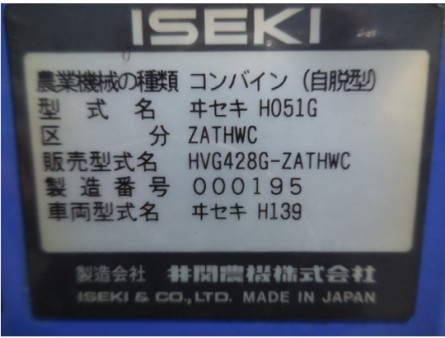 ISEKI
農業機械の種類 コンバイン (自脱型)
型式名 ヰセキ H051G
区分 ZATHWC
販売型式名 HVG428G-ZATHWC
製造番号 000195
車両型式名 ヰセキ H139
製造会社 井関農機株式会社
ISEKI & CO., LTD. MADE IN JAPAN